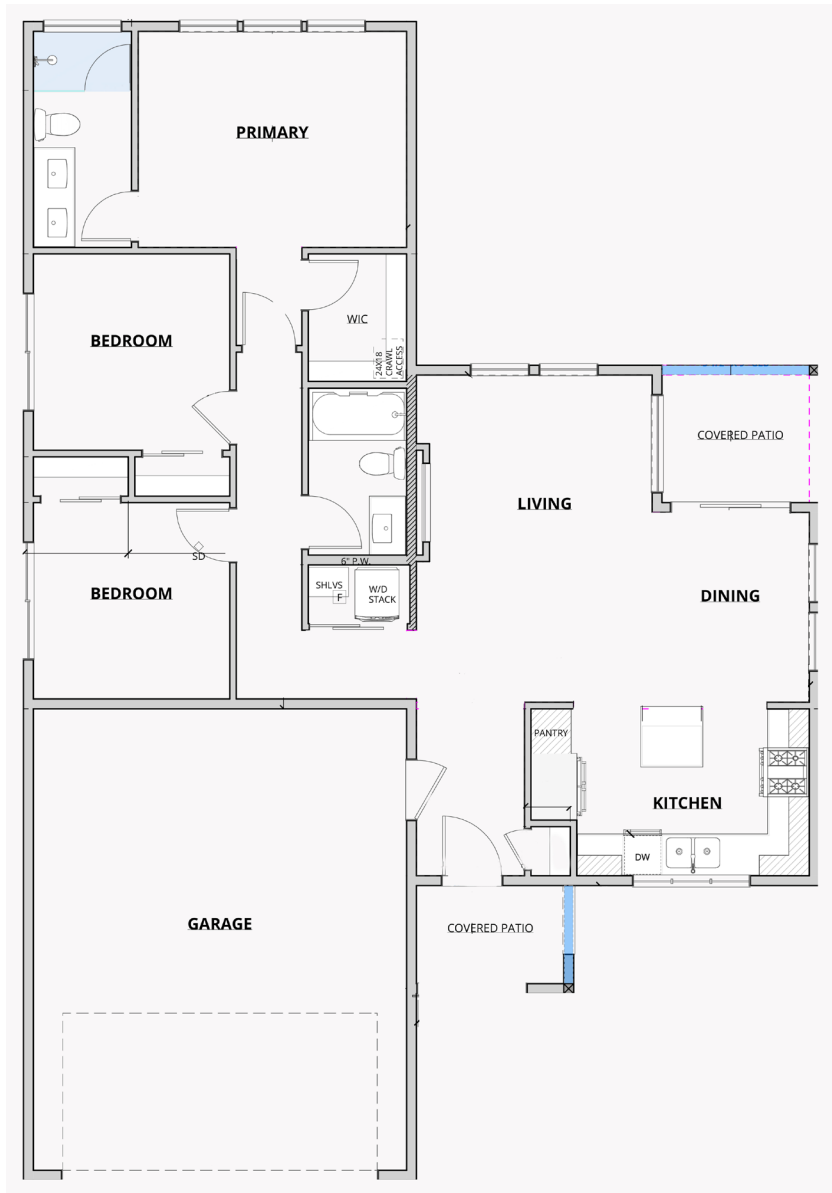 PRIMARY
BEDROOM
WIC
24X18
CRAWL
ACCESS
COVERED PATIO
LIVING
SD
6" P.W.
BEDROOM
SHLVS
F
W/D
STACK
DINING
PANTRY
KITCHEN
DW
GARAGE
COVERED PATIO